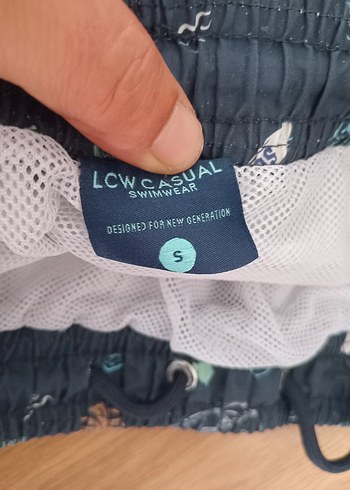 LCW CASUAL
SWIMWEAR
DESIGNED FOR NEW GENERATION
S